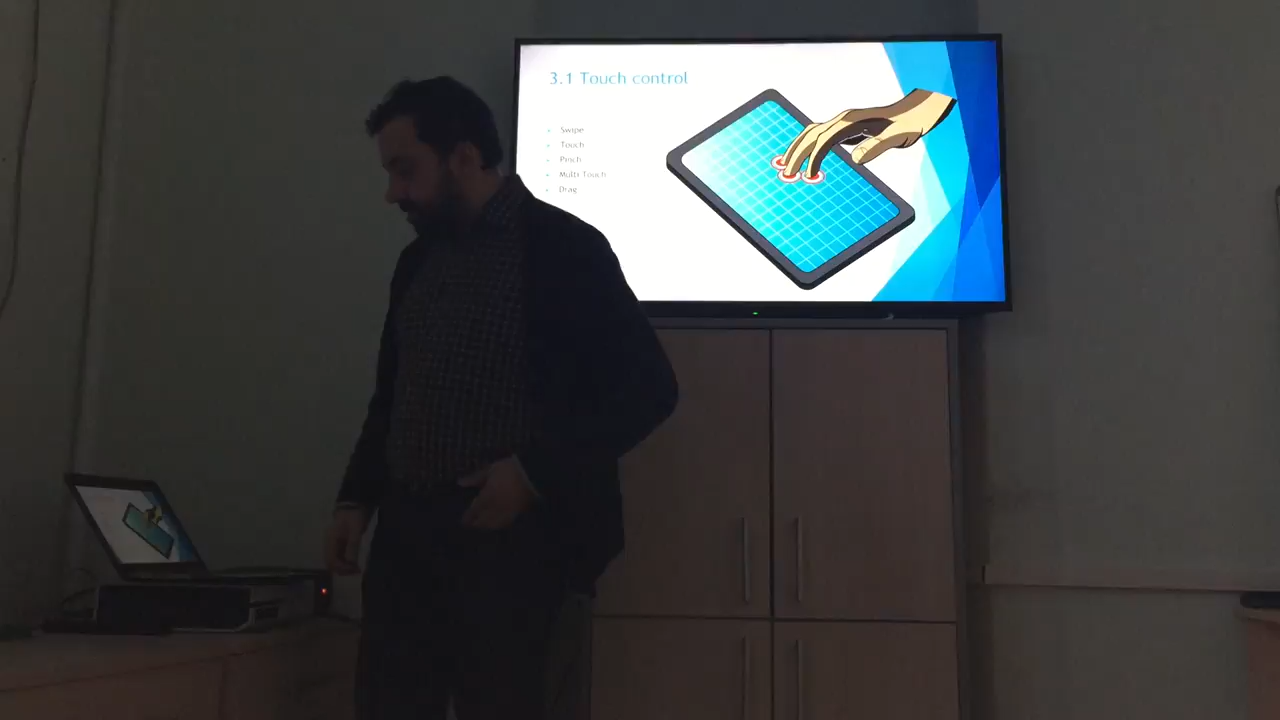 3.1 Touch control
Swipe
Touch
Pinch
Multi Touch
Drag